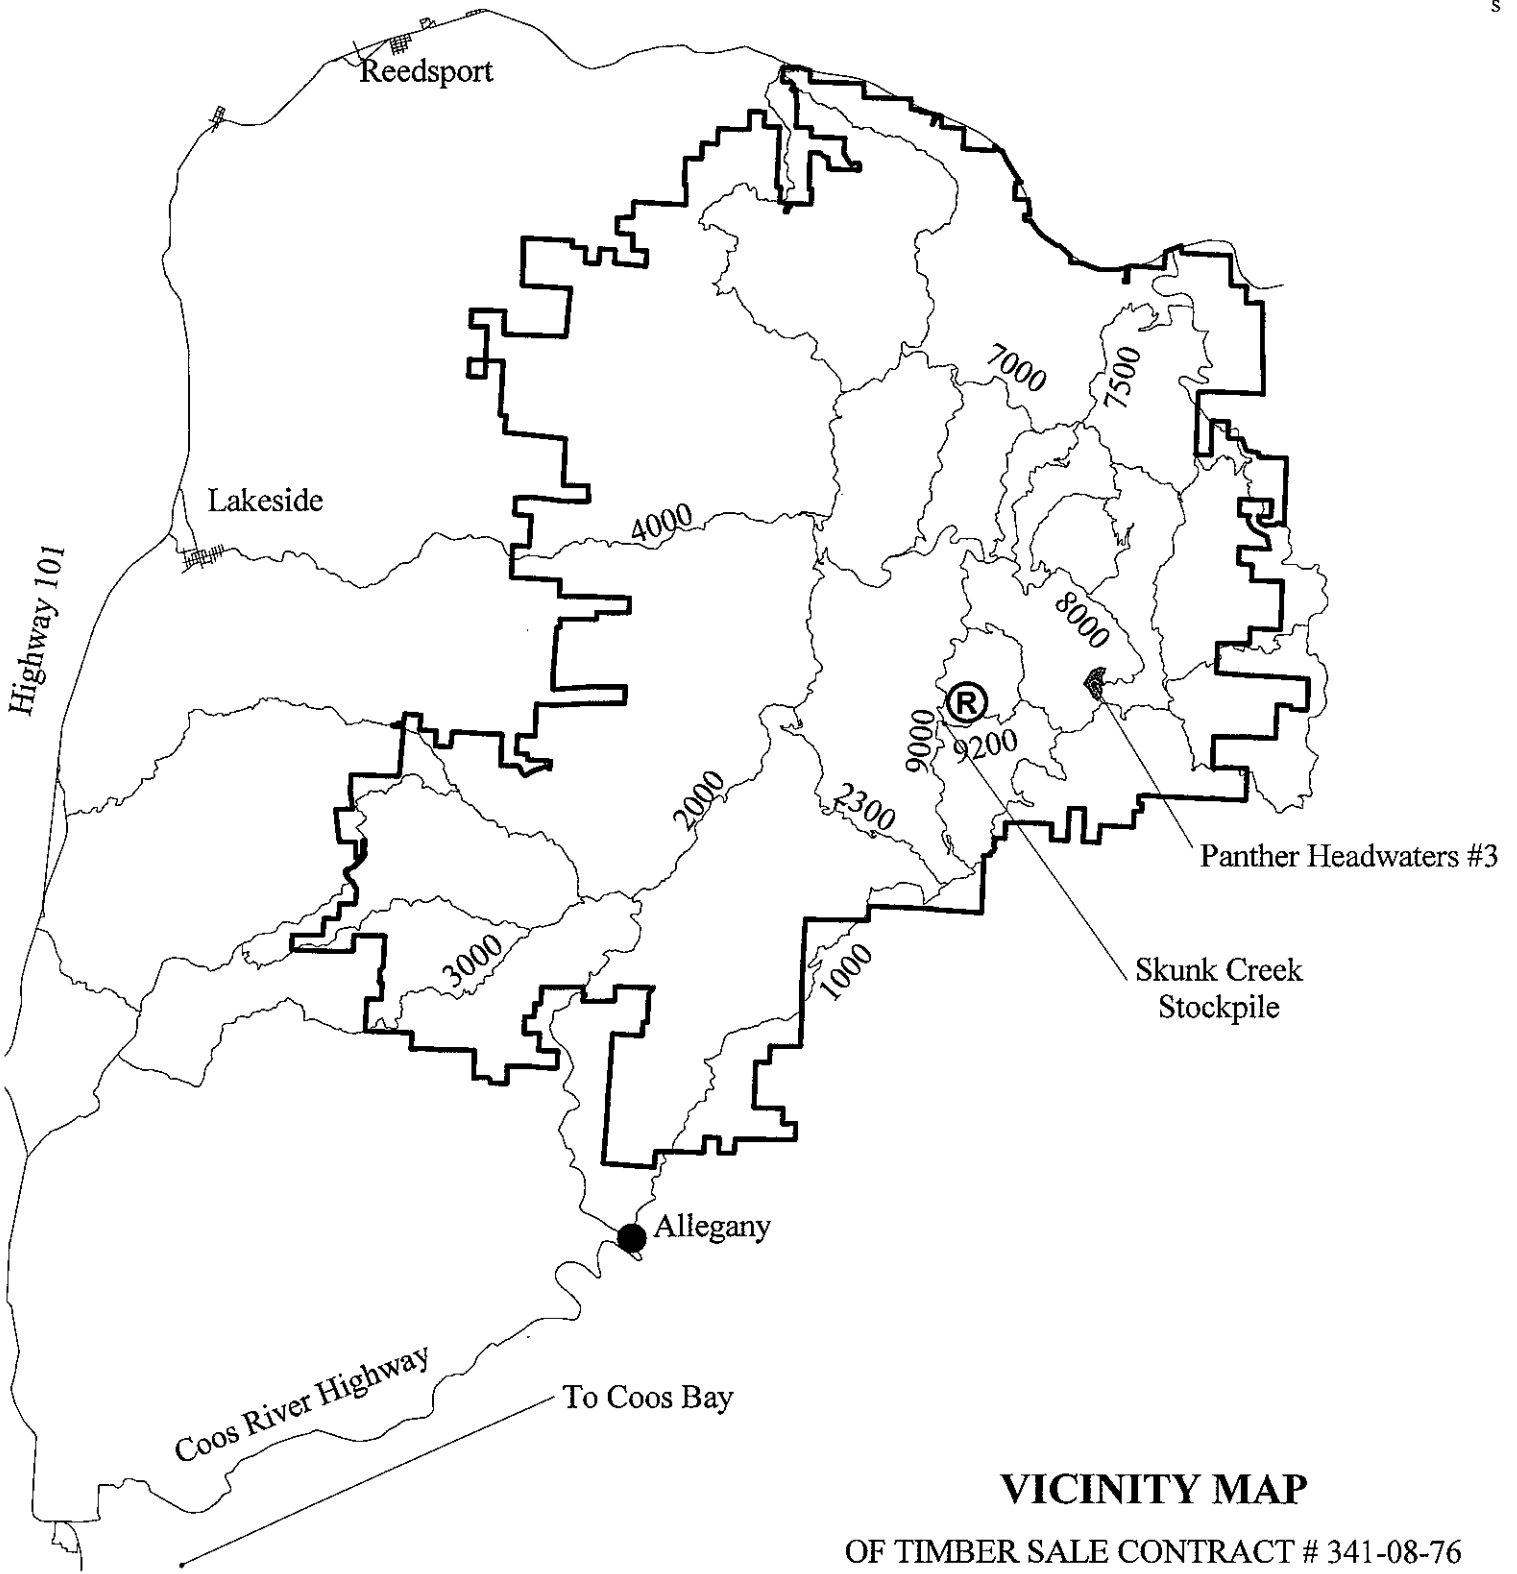 s
Reedsport
7000
7500
Lakeside
4000
Highway 101
8000
R
9000
9200
2000
2300
Panther Headwaters #3
3000
1000
Skunk Creek
Stockpile
Allegany
Coos River Highway
To Coos Bay
VICINITY MAP
OF TIMBER SALE CONTRACT # 341-08-76